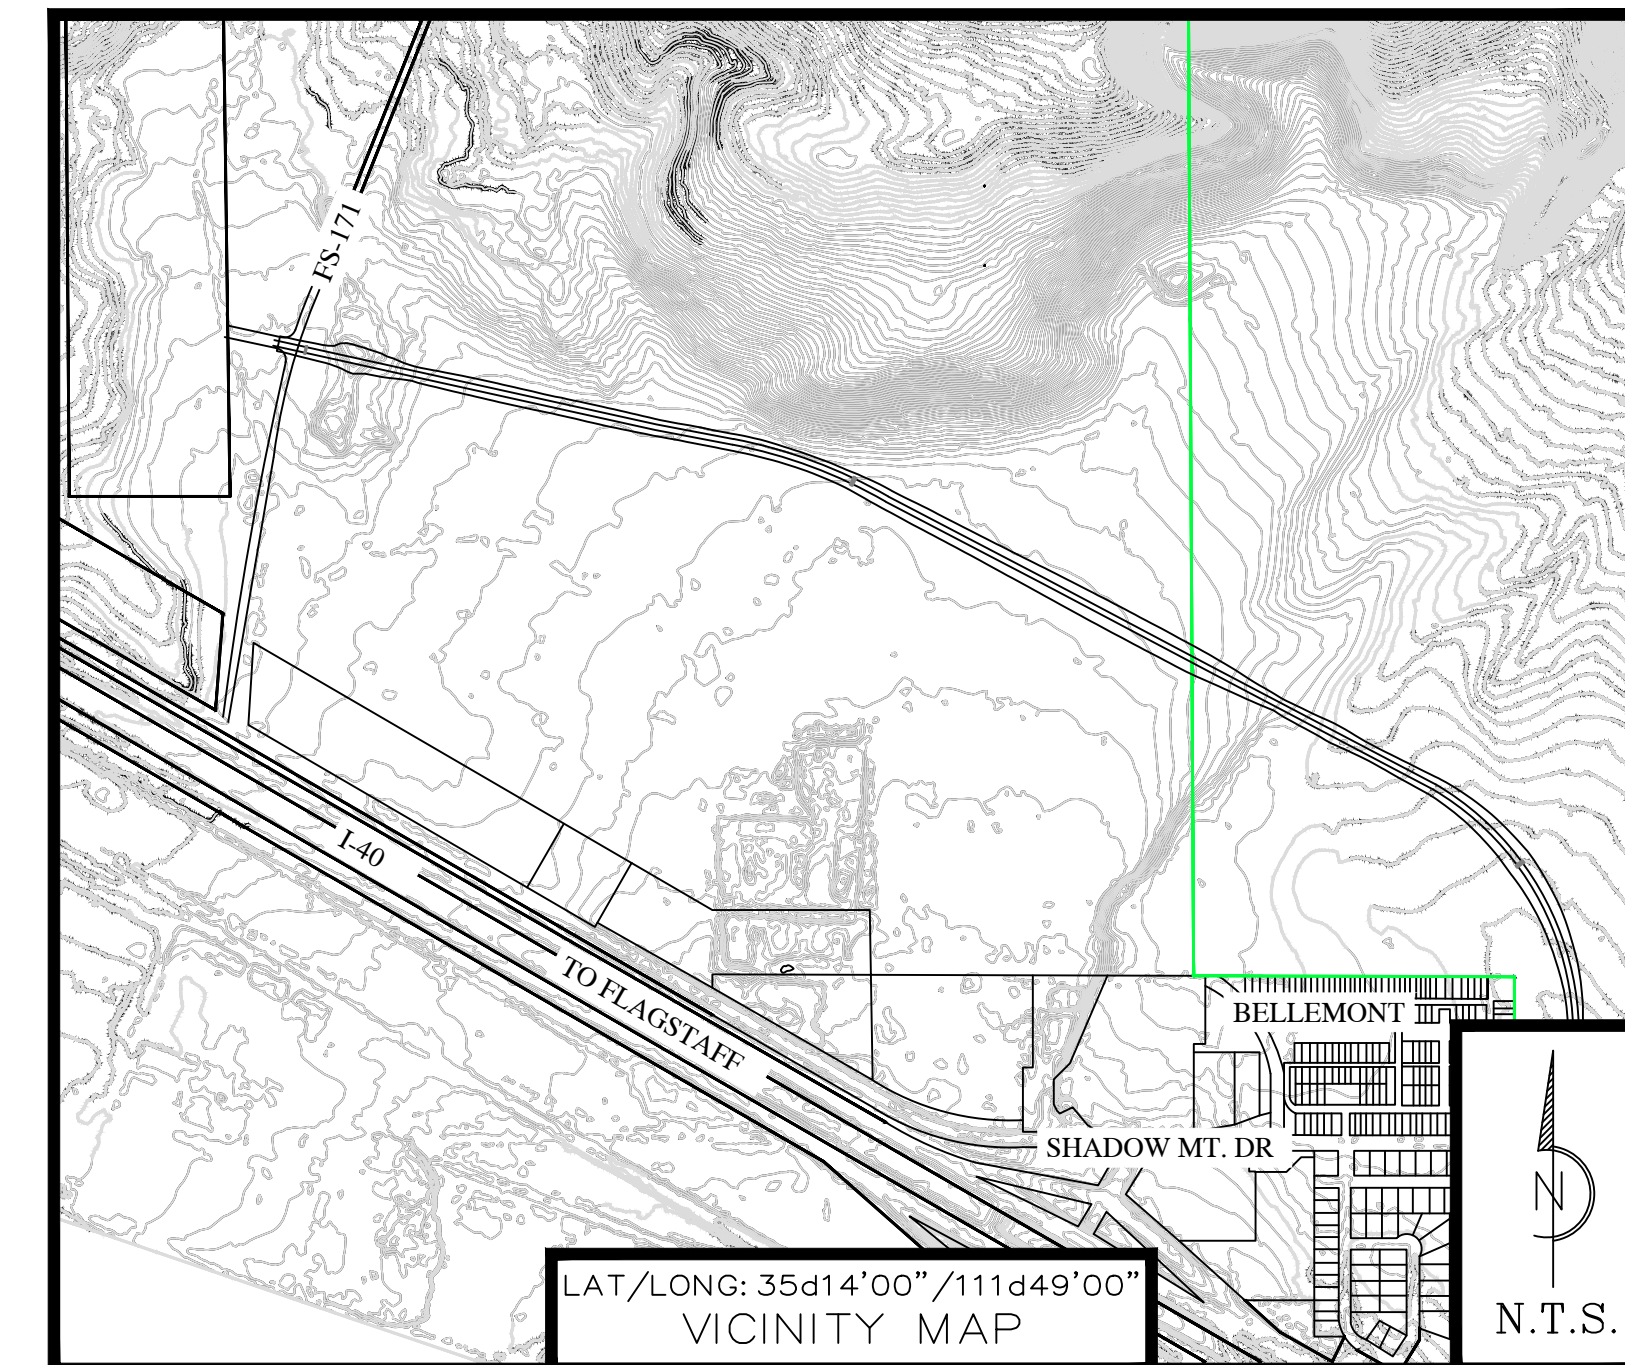 FS-171
I-40
TO FLAGSTAFF
BELLEMONT
SHADOW MT. DR
LAT/LONG: 35d14'00"/111d49'00"
VICINITY MAP
N
N.T.S.